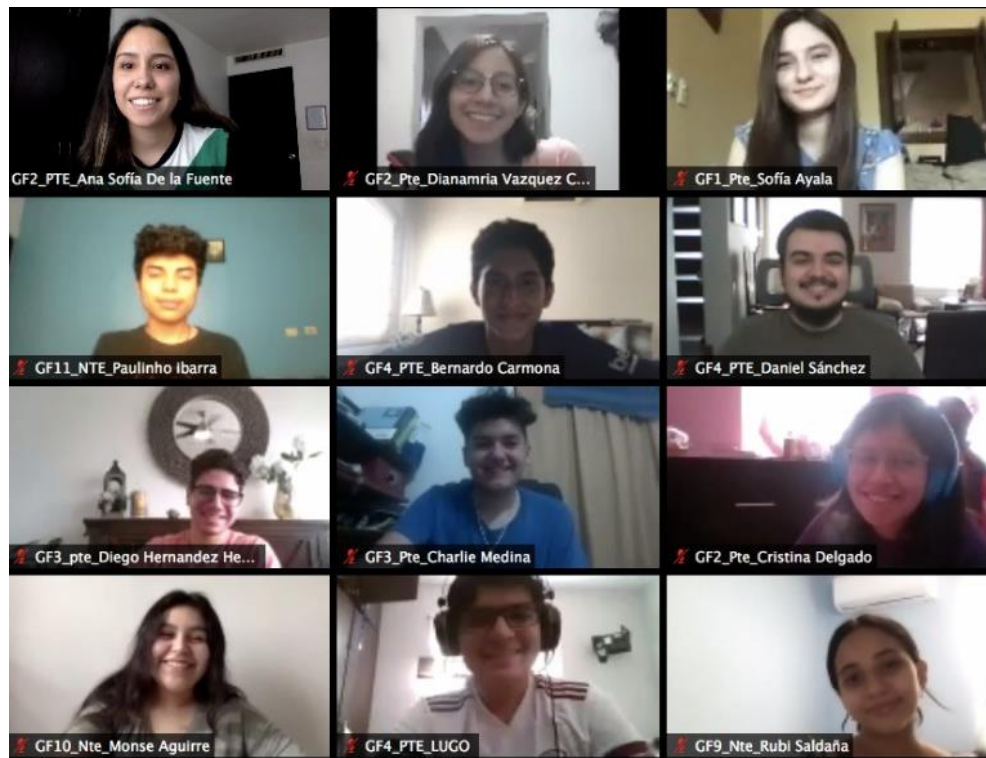 GF2_PTE_Ana Sofía De la Fuente
GF2_Pte_Dianamria Vazquez C...
GF1_Pte_Sofía Ayala
GF11_NTE_Paulinho Ibarra
GF4_PTE_Bernardo Carmona
GF4_PTE_Daniel Sánchez
GF3_pte_Diego Hernandez He...
GF3_Pte_Charlie Medina
GF2_Pte_Cristina Delgado
GF10_Nte_Monse Aguirre
GF4_PTE_LUGO
GF9_Nte_Rubi Saldaña